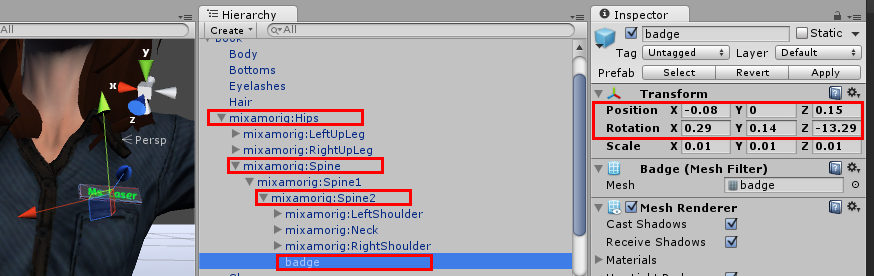 All
y
x
z
Persp
Ms. Loser
Hierarchy
Create
All
Body
Bottoms
Eyelashes
Hair
mixamorig:Hips
mixamorig:LeftUpLeg
mixamorig:RightUpLeg
mixamorig:Spine
mixamorig:Spine1
mixamorig:Spine2
mixamorig:LeftShoulder
mixamorig:Neck
mixamorig:RightShoulder
badge
Inspector
badge Static
Tag Untagged Layer Default
Prefab Select Revert Apply
Transform
Position X -0.08 Y 0 Z 0.15
Rotation X 0.29 Y 0.14 Z -13.29
Scale X 0.01 Y 0.01 Z 0.01
Badge (Mesh Filter)
Mesh badge
Mesh Renderer
Cast Shadows
Receive Shadows
Materials